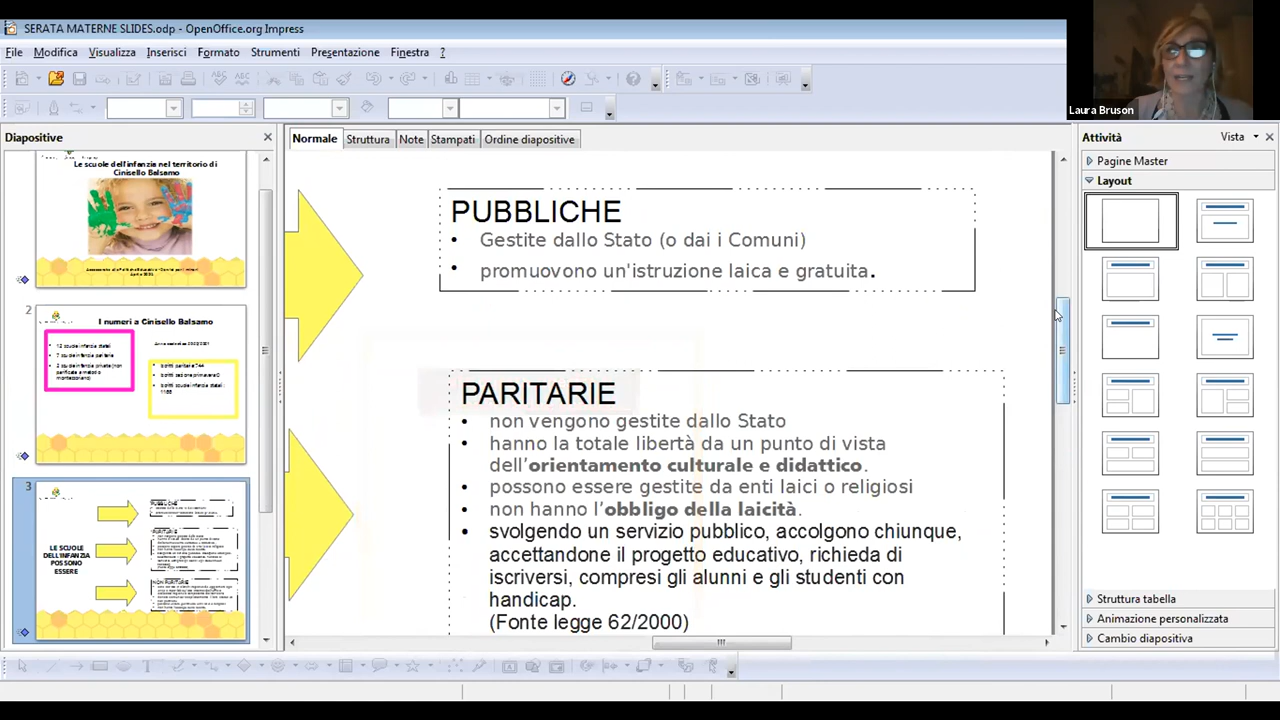 SERATA MATERNE SLIDES.odp - OpenOffice.org Impress
File Modifica Visualizza Inserisci Formato Strumenti Presentazione Finestra ?
Laura Bruson
Diapositive
Normale Struttura Note Stampati Ordine diapositive
Attività Vista
Pagine Master
Layout
Le scuole dell'infanzia nel territorio di
Cinisello Balsamo
2
I numeri a Cinisello Balsamo
3
PUBBLICHE
PARITARIE
NON PARITARIE
LE SCUOLE
DELL'INFANZIA
POSSONO
ESSERE
PUBBLICHE
• Gestite dallo Stato (o dai i Comuni)
• promuovono un'istruzione laica e gratuita.
PARITARIE
• non vengono gestite dallo Stato
• hanno la totale libertà da un punto di vista
dell'orientamento culturale e didattico.
• possono essere gestite da enti laici o religiosi
• non hanno l'obbligo della laicità.
• svolgendo un servizio pubblico, accolgono chiunque,
accettandone il progetto educativo, richieda di
iscriversi, compresi gli alunni e gli studenti con
handicap.
(Fonte legge 62/2000)
Struttura tabella
Animazione personalizzata
Cambio diapositiva